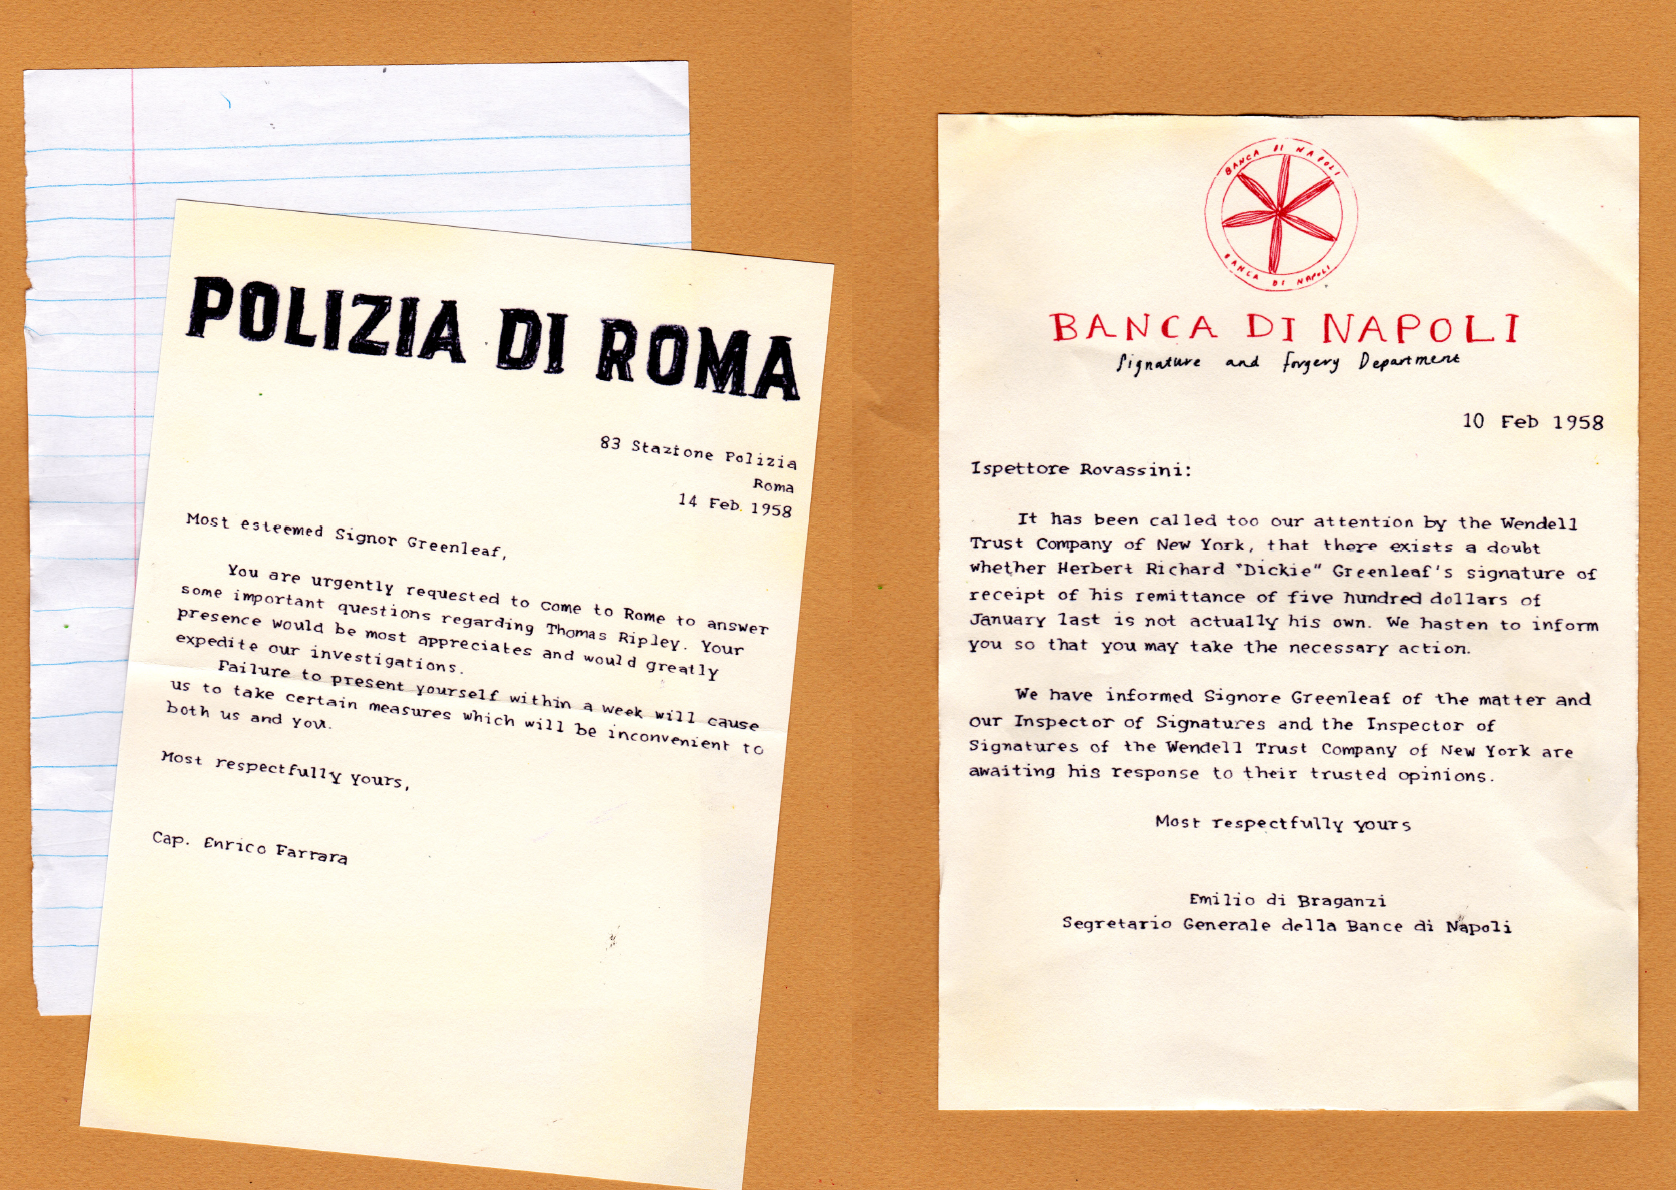 POLIZIA DI ROMA
83 Stazione Polizia
Roma
14 Feb 1958
Most esteemed Signor Greenleaf,
You are urgently requested to come to Rome to answer
some important questions regarding Thomas Ripley. Your
presence would be most appreciates and would greatly
expedite our investigations.
Failure to present yourself within a week will cause
us to take certain measures which will be inconvenient to
both us and you.
Most respectfully yours,
Cap. Enrico Farrara
BANCA DI NAPOLI
BANCA DI NAPOLI
BANCA DI NAPOLI
Signature and forgery Department
10 Feb 1958
Ispettore Rovassini:
It has been called too our attention by the Wendell
Trust Company of New York, that there exists a doubt
whether Herbert Richard "Dickie" Greenleaf's signature of
receipt of his remittance of five hundred dollars of
January last is not actually his own. We hasten to inform
you so that you may take the necessary action.
We have informed Signore Greenleaf of the matter and
our Inspector of Signatures and the Inspector of
Signatures of the Wendell Trust Company of New York are
awaiting his response to their trusted opinions.
Most respectfully yours
Emilio di Braganzi
Segretario Generale della Bance di Napoli